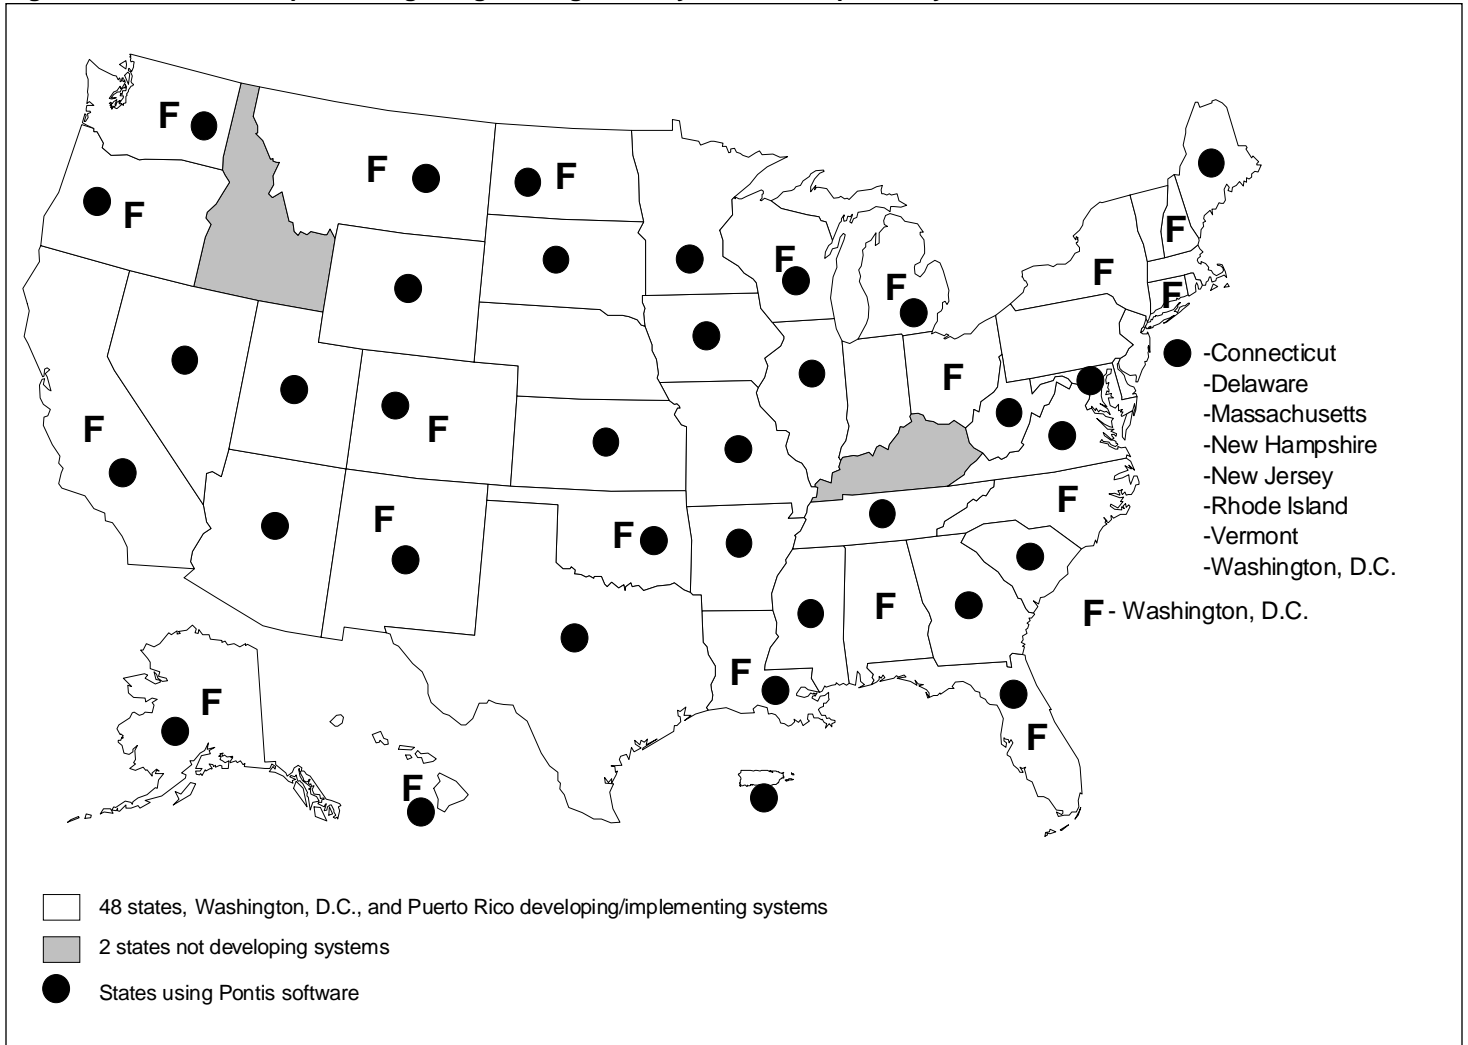 F
F
F
F
F
F
F
F
F
F
F
-Connecticut
F
-Delaware
-Massachusetts
F
F
-New Hampshire
-New Jersey
F
F
-Rhode Island
F
-Vermont
-Washington, D.C.
F
F - Washington, D.C.
F
F
F
F
48 states, Washington, D.C., and Puerto Rico developing/implementing systems
2 states not developing systems
States using Pontis software